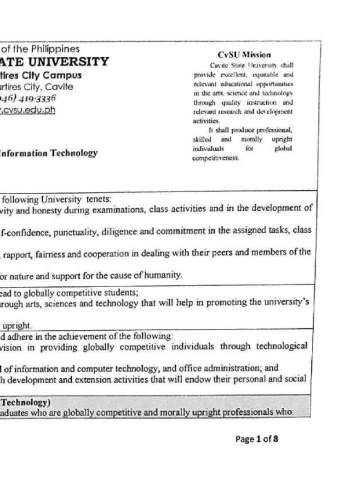 of the Philippines
ATE UNIVERSITY
rtires City Campus
artires City, Cavite
046) 419-3336
.cvsu.edu.ph
CvSU Mission
Cavite State University shall
provide excellent, equitable and
relevant educational opportunities
in the arts, science and technology
through quality instruction and
relevant research and development
activities.
It shall produce professional,
skilled and morally upright
individuals for global
competitiveness.
Information Technology
following University tenets:
vity and honesty during examinations, class activities and in the development of
f-confidence, punctuality, diligence and commitment in the assigned tasks, class
, rapport, fairness and cooperation in dealing with their peers and members of the
or nature and support for the cause of humanity.
ead to globally competitive students;
rough arts, sciences and technology that will help in promoting the university's
upright.
d adhere in the achievement of the following:
vision in providing globally competitive individuals through technological
l of information and computer technology, and office administration; and
h development and extension activities that will endow their personal and social
Technology)
aduates who are globally competitive and morally upright professionals who:
Page 1 of 8